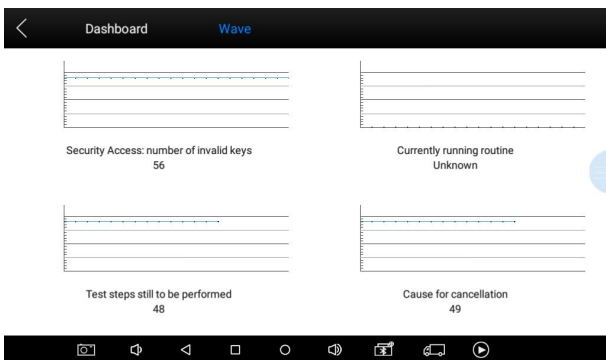 Dashboard Wave
Security Access: number of invalid keys
56
Currently running routine
Unknown
Test steps still to be performed
48
Cause for cancellation
49